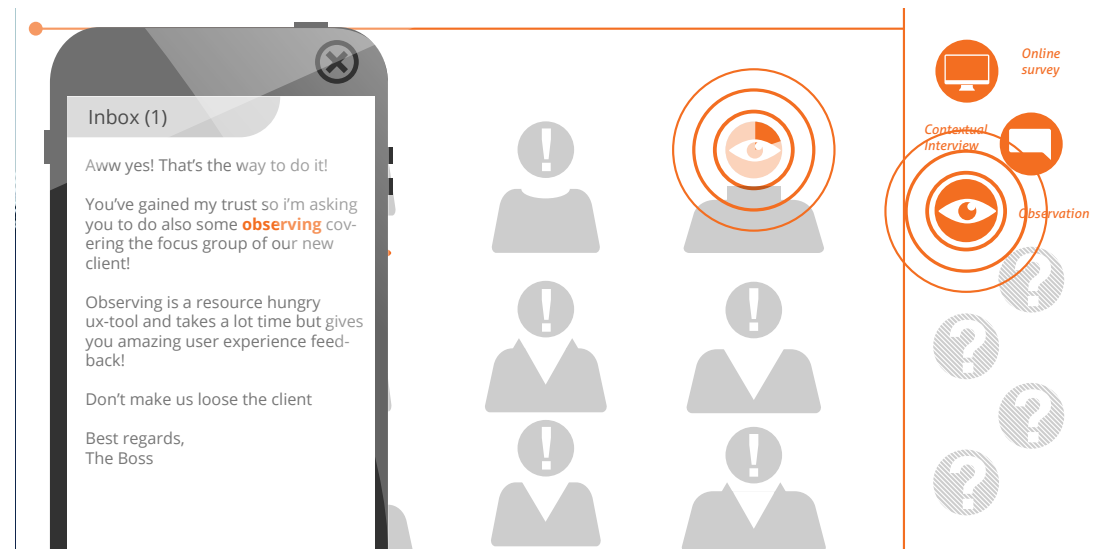 Inbox (1)
Aww yes! That's the way to do it!
You've gained my trust so i'm asking
you to do also some observing cov-
ering the focus group of our new
client!
Observing is a resource hungry
ux-tool and takes a lot time but gives
you amazing user experience feed-
back!
Don't make us loose the client
Best regards,
The Boss
!
!
!
!
!
!
Online
survey
Contextual
Interview
Observation
?
?
?
?